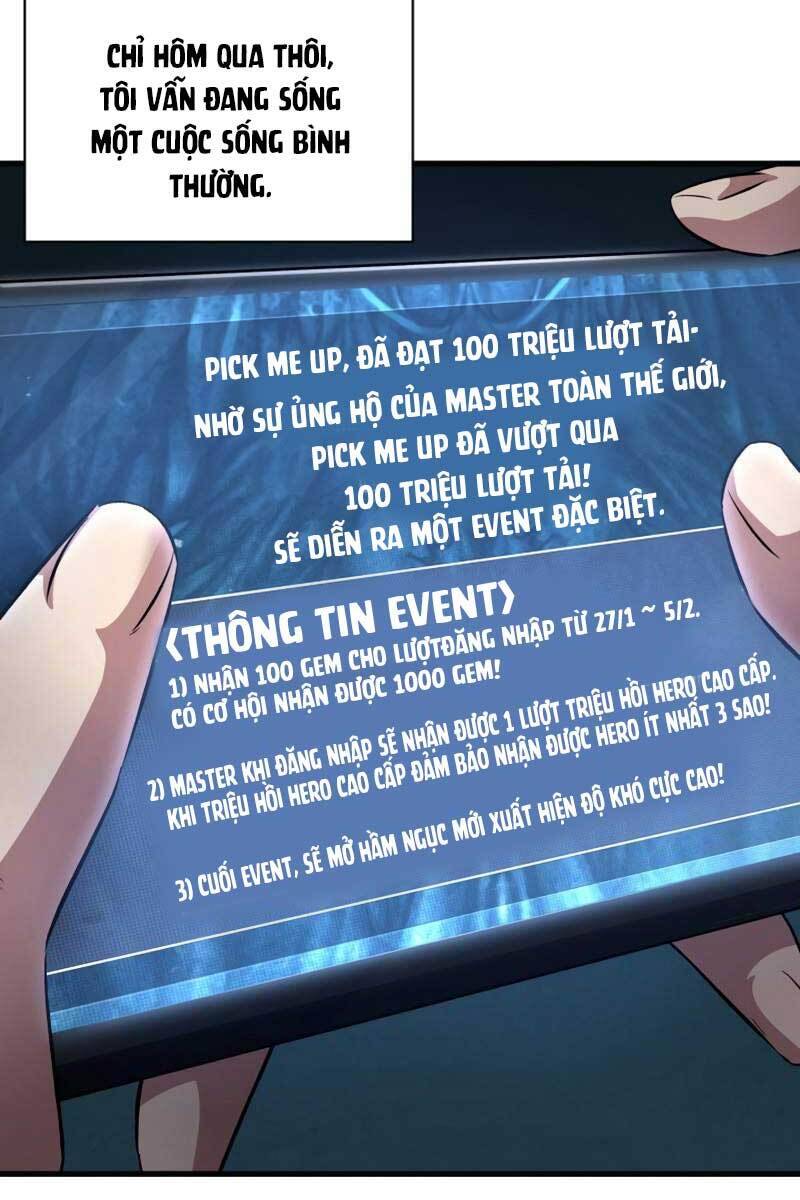 CHỈ HÔM QUA THÔI,
TÔI VẪN ĐANG SỐNG
MỘT CUỘC SỐNG BÌNH
THƯỜNG.
PICK ME UP, ĐÃ ĐẠT 100 TRIỆU LƯỢT TẢI-
NHỜ SỰ ỦNG HỘ CỦA MASTER TOÀN THẾ GIỚI,
PICK ME UP ĐÃ VƯỢT QUA
100 TRIỆU LƯỢT TẢI!
SẼ DIỄN RA MỘT EVENT ĐẶC BIỆT.
<THÔNG TIN EVENT>
1) NHẬN 100 GEM CHO LƯỢTĐĂNG NHẬP TỪ 27/1 ~ 5/2.
CÓ CƠ HỘI NHẬN ĐƯỢC 1000 GEM!
2) MASTER KHI ĐĂNG NHẬP SẼ NHẬN ĐƯỢC 1 LƯỢT TRIỆU HỒI HERO CAO CẤP.
KHI TRIỆU HỒI HERO CAO CẤP ĐẢM BẢO NHẬN ĐƯỢC HERO ÍT NHẤT 3 SAO!
3) CUỐI EVENT, SẼ MỞ HẦM NGỤC MỚI XUẤT HIỆN ĐỘ KHÓ CỰC CAO!